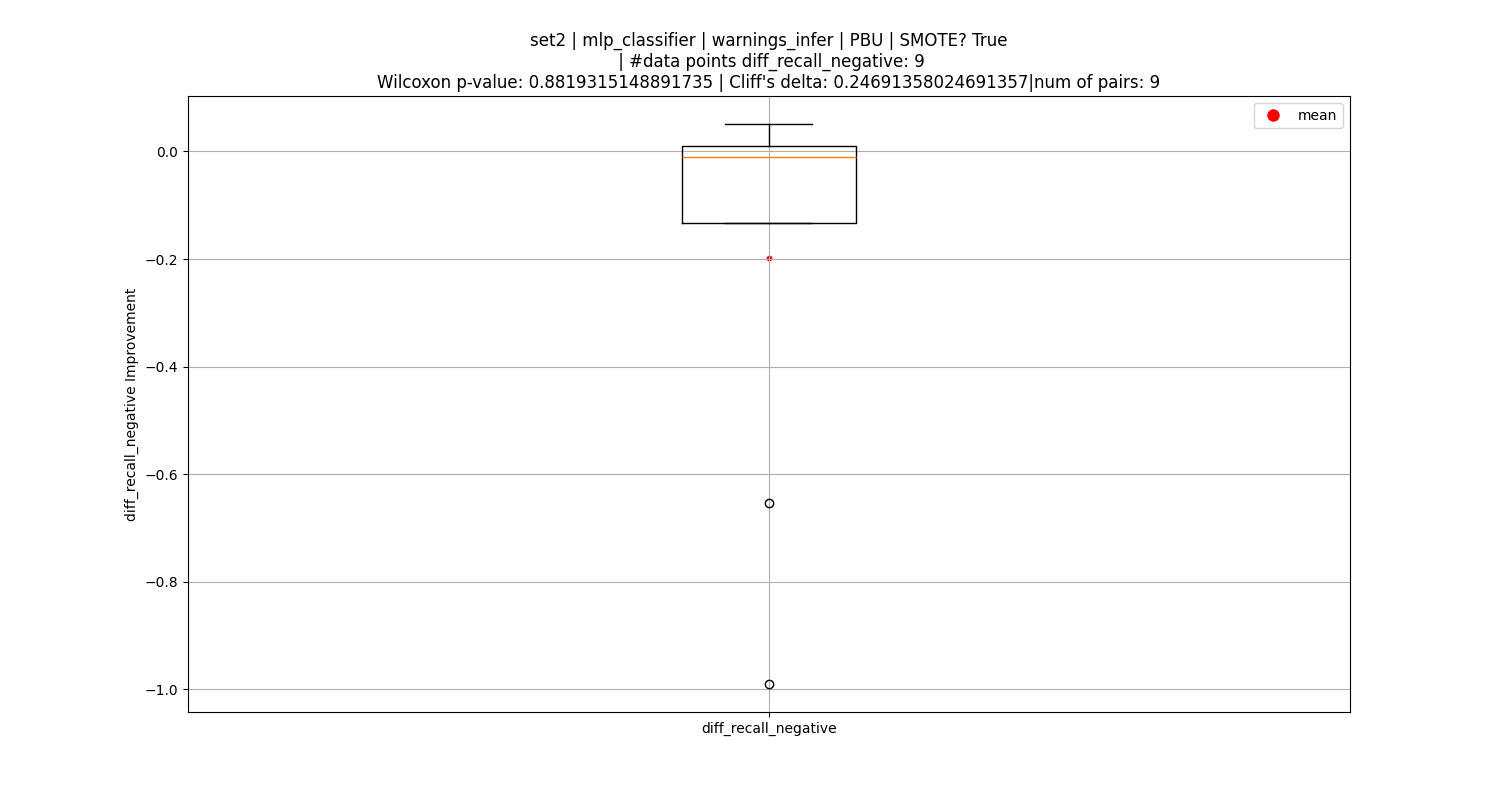 set2 | mlp_classifier | warnings_infer | PBU | SMOTE? True
| #data points diff_recall_negative: 9
Wilcoxon p-value: 0.8819315148891735 | Cliff's delta: 0.24691358024691357|num of pairs: 9
mean
0.0
−0.2
−0.4
−0.6
−0.8
−1.0
diff_recall_negative Improvement
diff_recall_negative